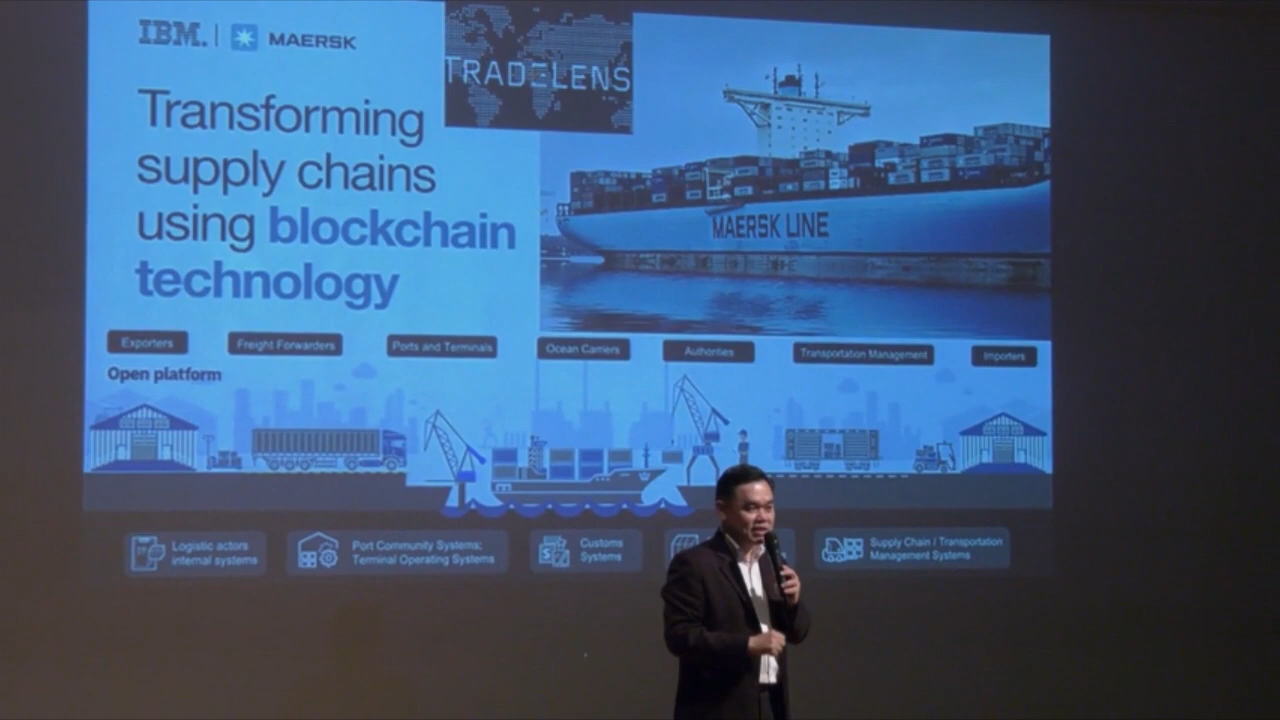 IBM. | MAERSK
TRADELENS
Transforming
supply chains
using blockchain
technology
MAERSK LINE
Exporters
Freight Forwarders
Ports and Terminals
Ocean Carriers
Authorities
Transportation Management
Importers
Open platform
Logistic actors
internal systems
Port Community Systems;
Terminal Operating Systems
Customs
Systems
Supply Chain / Transportation
Management Systems